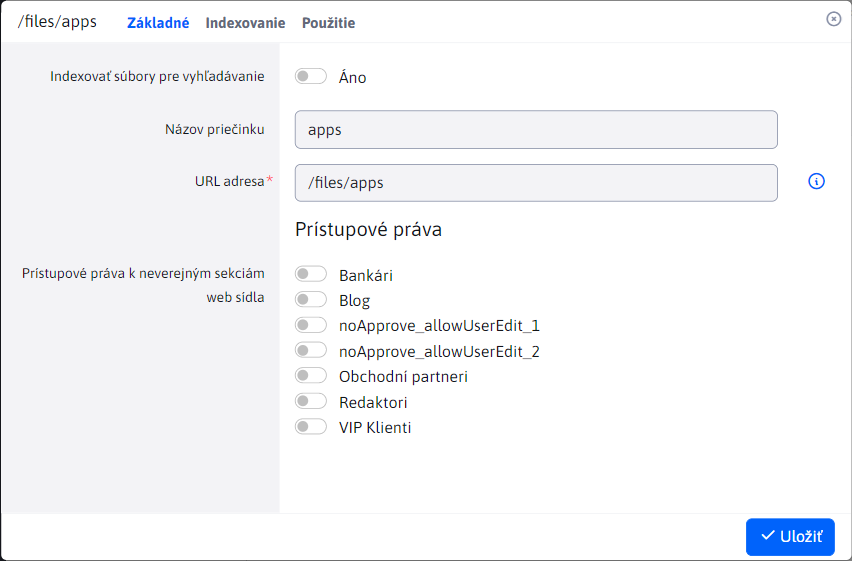 /files/apps Základné Indexovanie Použitie
Indexovať súbory pre vyhľadávanie Áno
Názov priečinku apps
URL adresa* /files/apps
Prístupové práva
Prístupové práva k neverejným sekciám
web sídla
Bankári
Blog
noApprove_allowUserEdit_1
noApprove_allowUserEdit_2
Obchodní partneri
Redaktori
VIP Klienti
Uložiť